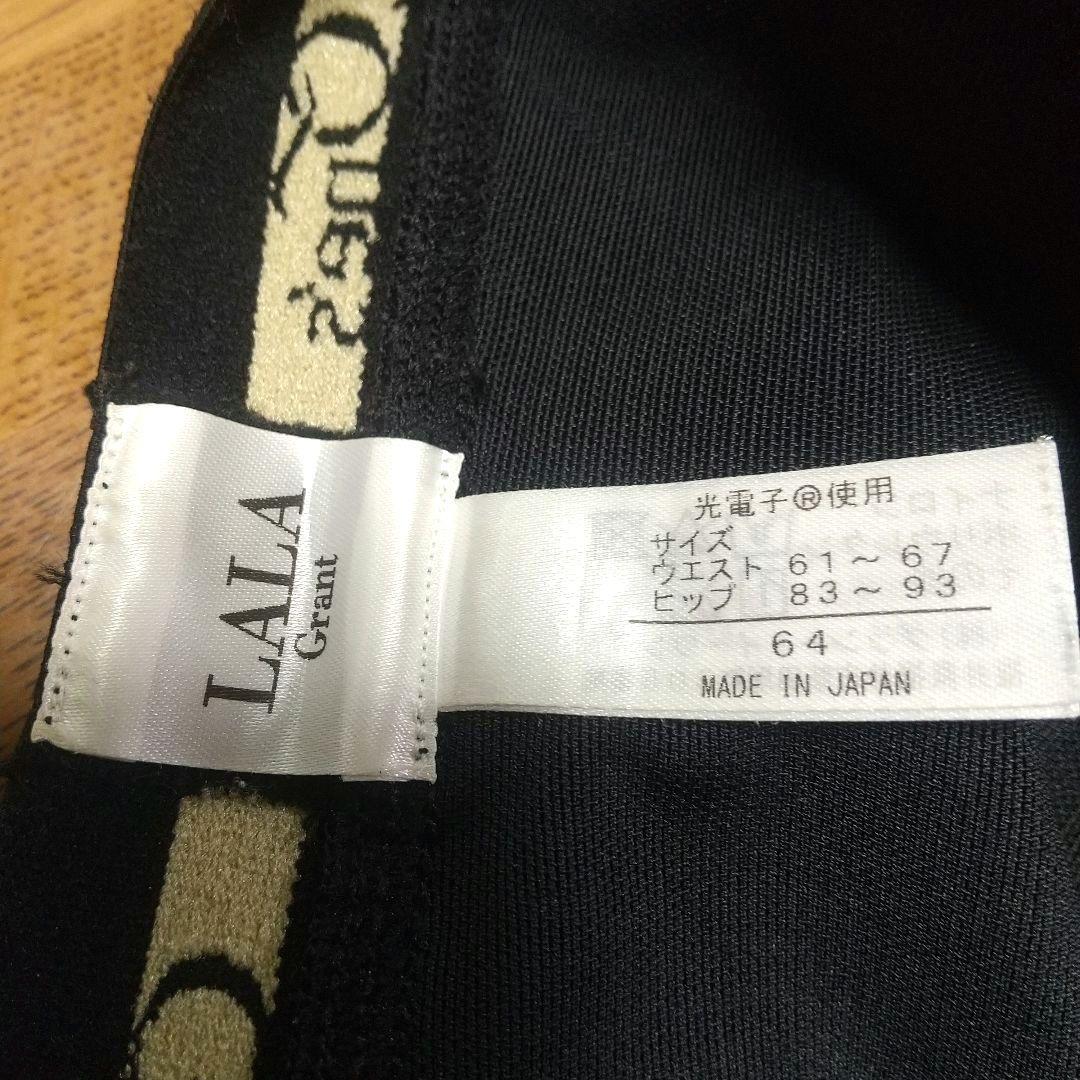 LALA
Grant
光電子®使用
サイズ
ウエスト 61～67
ヒップ 83～93
64
MADE IN JAPAN